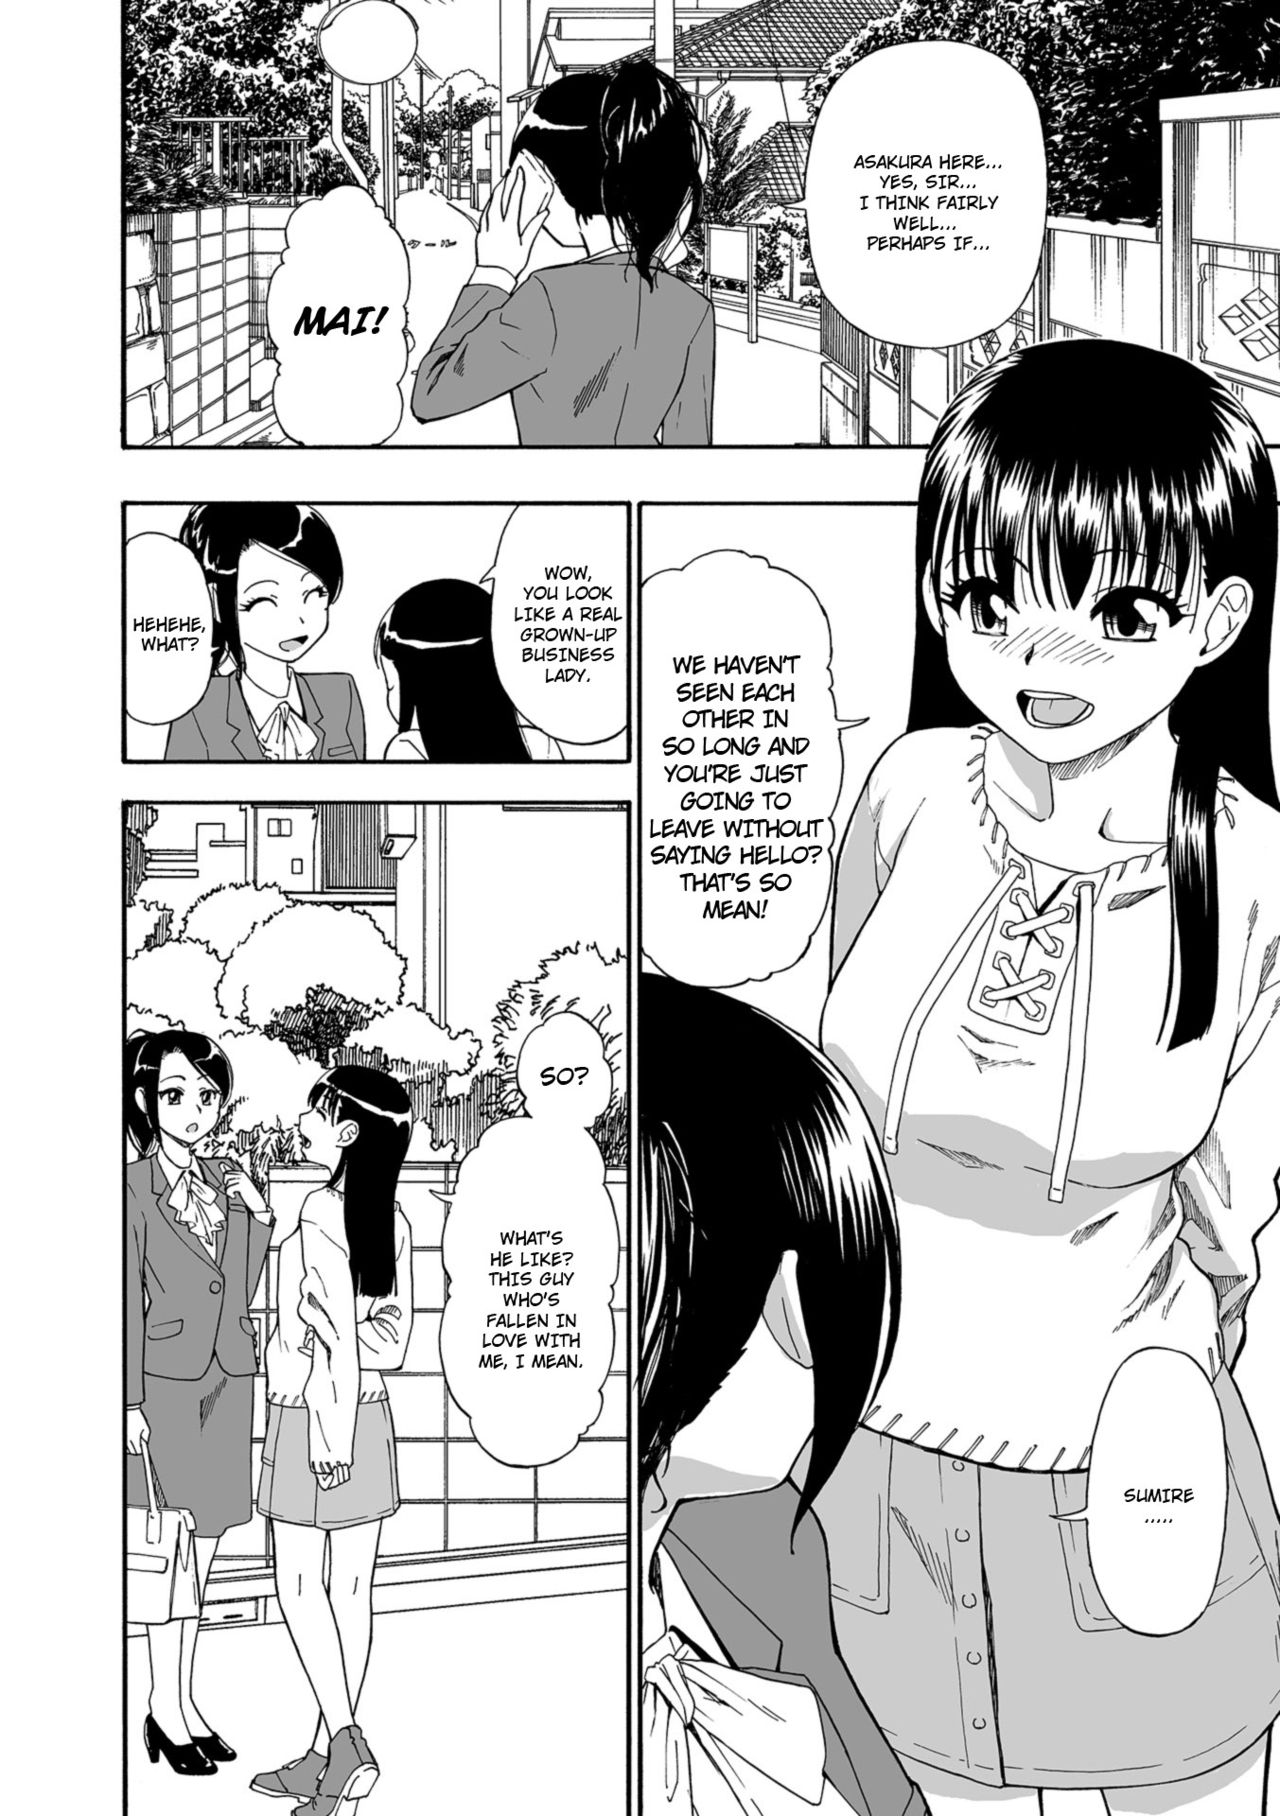 ASAKURA HERE...
YES, SIR...
I THINK FAIRLY
WELL...
PERHAPS IF...
MAI!
WE HAVEN'T
SEEN EACH
OTHER IN
SO LONG AND
YOU'RE JUST
GOING TO
LEAVE WITHOUT
SAYING HELLO?
THAT'S SO
MEAN!
SUMIRE
.....
WOW,
YOU LOOK
LIKE A REAL
GROWN-UP
BUSINESS
LADY.
HEHEHE,
WHAT?
SO?
WHAT'S
HE LIKE?
THIS GUY
WHO'S
FALLEN IN
LOVE WITH
ME, I MEAN.